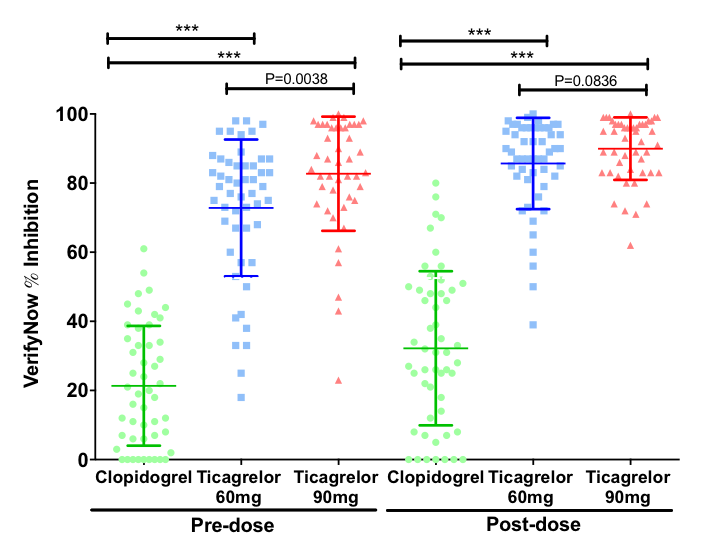 *** ***
*** ***
P=0.0038 P=0.0836
VerifyNow % Inhibition
100
80
60
40
20
0
Clopidogrel Ticagrelor Ticagrelor Clopidogrel Ticagrelor Ticagrelor
60mg 90mg 60mg 90mg
Pre-dose Post-dose